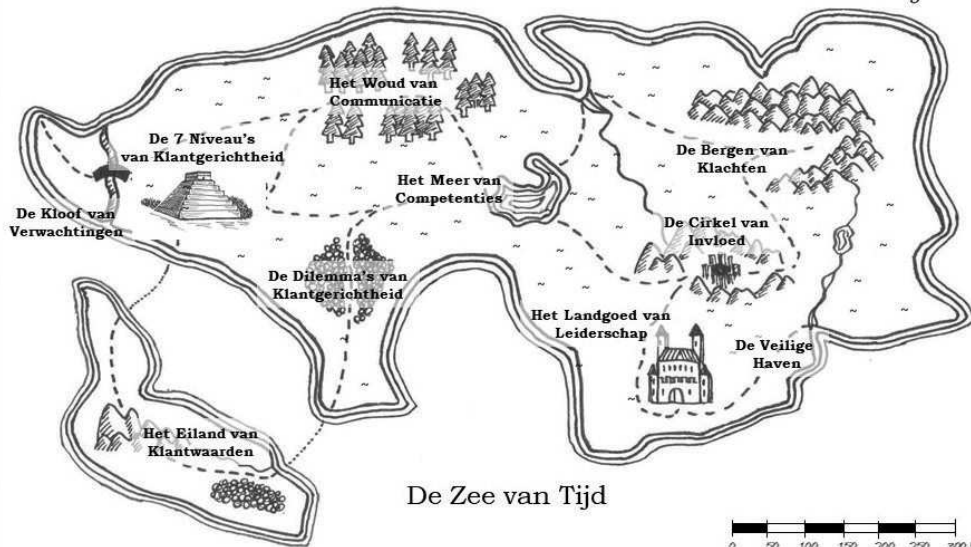 Het Woud van
Communicatie
De 7 Niveau's
van Klantgerichtheid
De Bergen van
Klachten
Het Meer van
Competenties
De Kloof van
Verwachtingen
De Cirkel van
Invloed
De Dilemma's van
Klantgerichtheid
Het Landgoed van
Leiderschap
De Veilige
Haven
Het Eiland van
Klantwaarden
De Zee van Tijd
0 50 100 150 200 250 300